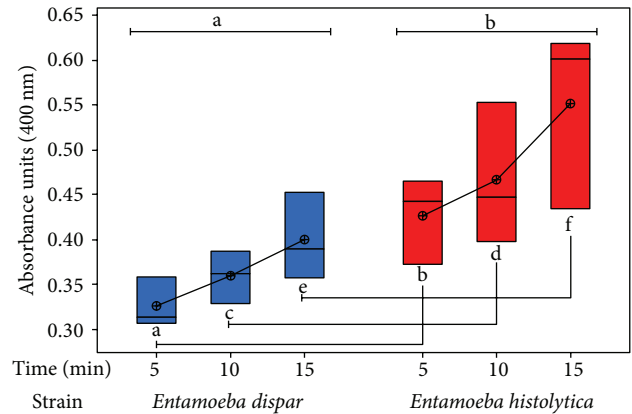 a b
0.65
0.60
0.55
0.50
0.45
0.40
0.35
0.30
Absorbance units (400 nm)
a c e b d f
Time (min) 5 10 15 5 10 15
Strain Entamoeba dispar Entamoeba histolytica